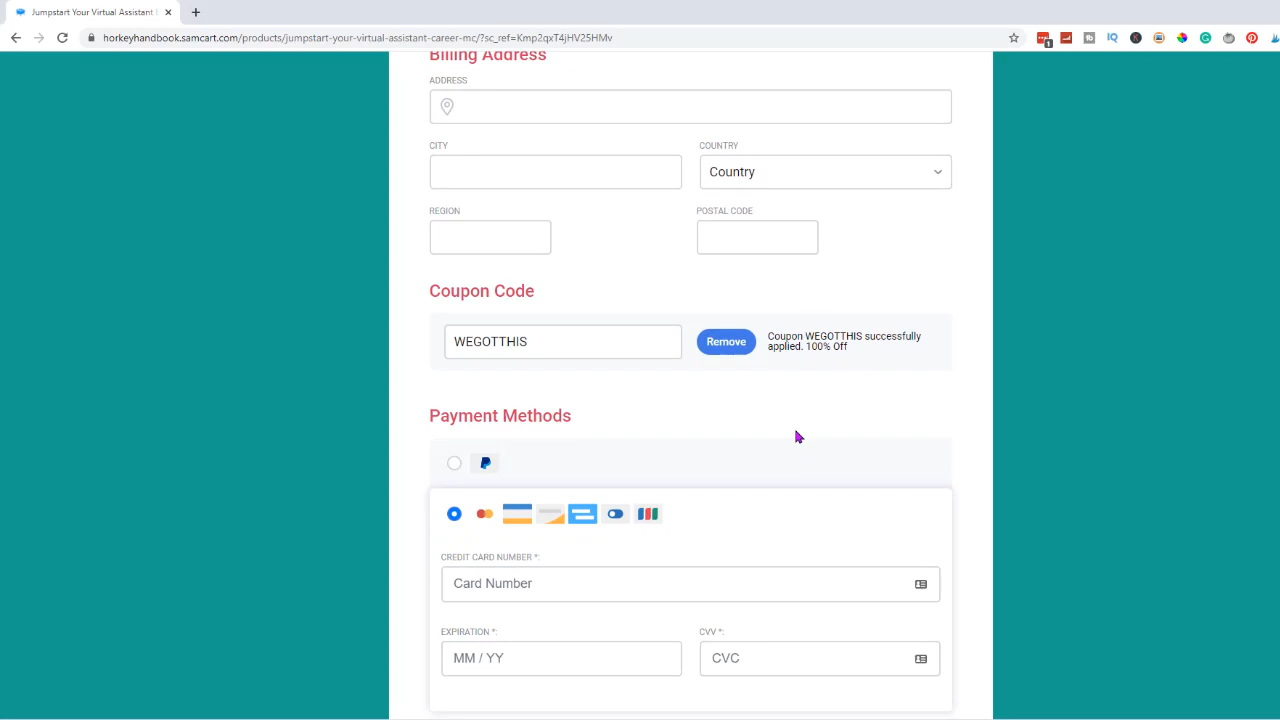 Jumpstart Your Virtual Assistant
horkeyhandbook.samcart.com/products/jumpstart-your-virtual-assistant-career-mc/?sc_ref=Kmp2qxT4jHV25HMv
1
IQ
Billing Address
ADDRESS
CITY
COUNTRY
Country
REGION
POSTAL CODE
Coupon Code
WEGOTTHIS
Remove
Coupon WEGOTTHIS successfully
applied. 100% Off
Payment Methods
CREDIT CARD NUMBER *:
Card Number
EXPIRATION *:
CVV *:
MM / YY
CVC